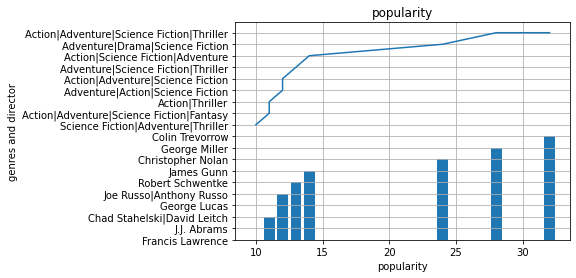 popularity
Action|Adventure|Science Fiction|Thriller
Adventure|Drama|Science Fiction
Action|Science Fiction|Adventure
Adventure|Science Fiction|Thriller
Action|Adventure|Science Fiction
Adventure|Action|Science Fiction
Action|Thriller
Action|Adventure|Science Fiction|Fantasy
Science Fiction|Adventure|Thriller
Colin Trevorrow
George Miller
Christopher Nolan
James Gunn
Robert Schwentke
Joe Russo|Anthony Russo
George Lucas
Chad Stahelski|David Leitch
J.J. Abrams
Francis Lawrence
genres and director
10 15 20 25 30
popularity